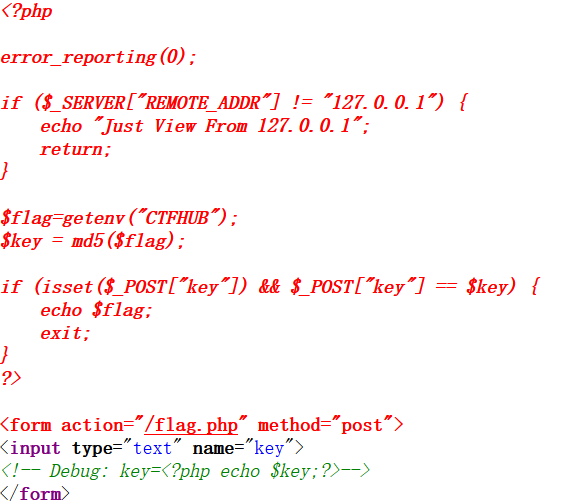 <?php
error_reporting(0);
if ($_SERVER["REMOTE_ADDR"] != "127.0.0.1") {
    echo "Just View From 127.0.0.1";
    return;
}
$flag=getenv("CTFHUB");
$key = md5($flag);
if (isset($_POST["key"]) && $_POST["key"] == $key) {
    echo $flag;
    exit;
}
?>
<form action="/flag.php" method="post">
<input type="text" name="key">
<!-- Debug: key=<?php echo $key;?>-->
</form>